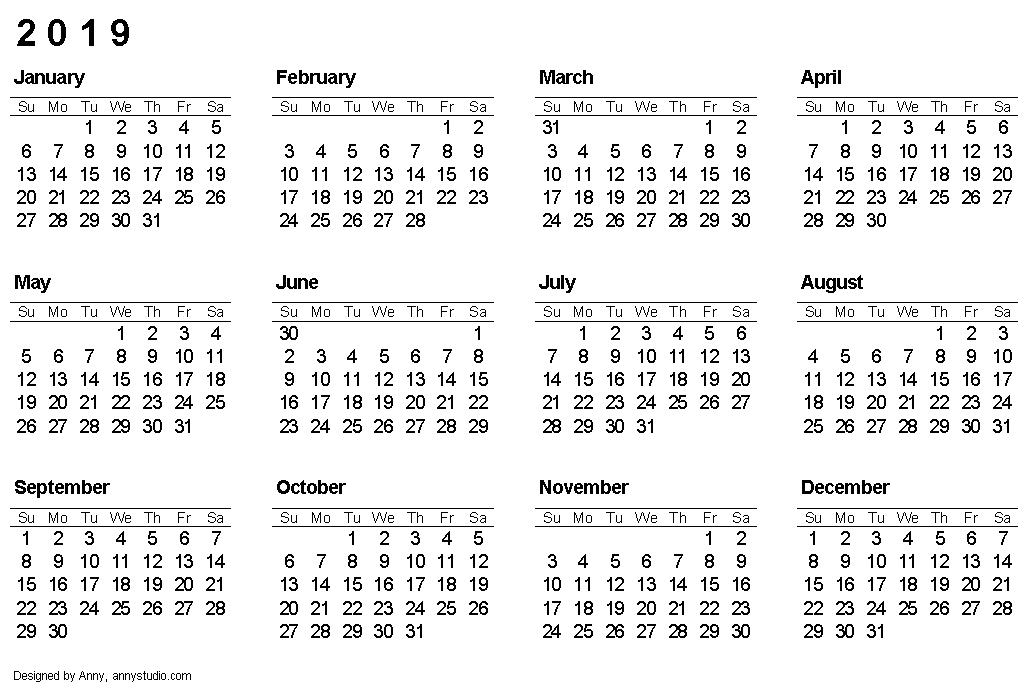 2 0 1 9
January February March April
Su Mo Tu We Th Fr Sa Su Mo Tu We Th Fr Sa Su Mo Tu We Th Fr Sa Su Mo Tu We Th Fr Sa
1 2 3 4 5 1 2 31 1 2 1 2 3 4 5 6
6 7 8 9 10 11 12 3 4 5 6 7 8 9 3 4 5 6 7 8 9 7 8 9 10 11 12 13
13 14 15 16 17 18 19 10 11 12 13 14 15 16 10 11 12 13 14 15 16 14 15 16 17 18 19 20
20 21 22 23 24 25 26 17 18 19 20 21 22 23 17 18 19 20 21 22 23 21 22 23 24 25 26 27
27 28 29 30 31 24 25 26 27 28 24 25 26 27 28 29 30 28 29 30
May June July August
Su Mo Tu We Th Fr Sa Su Mo Tu We Th Fr Sa Su Mo Tu We Th Fr Sa Su Mo Tu We Th Fr Sa
1 2 3 4 30 1 1 2 3 4 5 6 1 2 3
5 6 7 8 9 10 11 2 3 4 5 6 7 8 7 8 9 10 11 12 13 4 5 6 7 8 9 10
12 13 14 15 16 17 18 9 10 11 12 13 14 15 14 15 16 17 18 19 20 11 12 13 14 15 16 17
19 20 21 22 23 24 25 16 17 18 19 20 21 22 21 22 23 24 25 26 27 18 19 20 21 22 23 24
26 27 28 29 30 31 23 24 25 26 27 28 29 28 29 30 31 25 26 27 28 29 30 31
September October November December
Su Mo Tu We Th Fr Sa Su Mo Tu We Th Fr Sa Su Mo Tu We Th Fr Sa Su Mo Tu We Th Fr Sa
1 2 3 4 5 6 7 1 2 3 4 5 1 2 1 2 3 4 5 6 7
8 9 10 11 12 13 14 6 7 8 9 10 11 12 3 4 5 6 7 8 9 8 9 10 11 12 13 14
15 16 17 18 19 20 21 13 14 15 16 17 18 19 10 11 12 13 14 15 16 15 16 17 18 19 20 21
22 23 24 25 26 27 28 20 21 22 23 24 25 26 17 18 19 20 21 22 23 22 23 24 25 26 27 28
29 30 27 28 29 30 31 24 25 26 27 28 29 30 29 30 31
Designed by Anny, annystudio.com